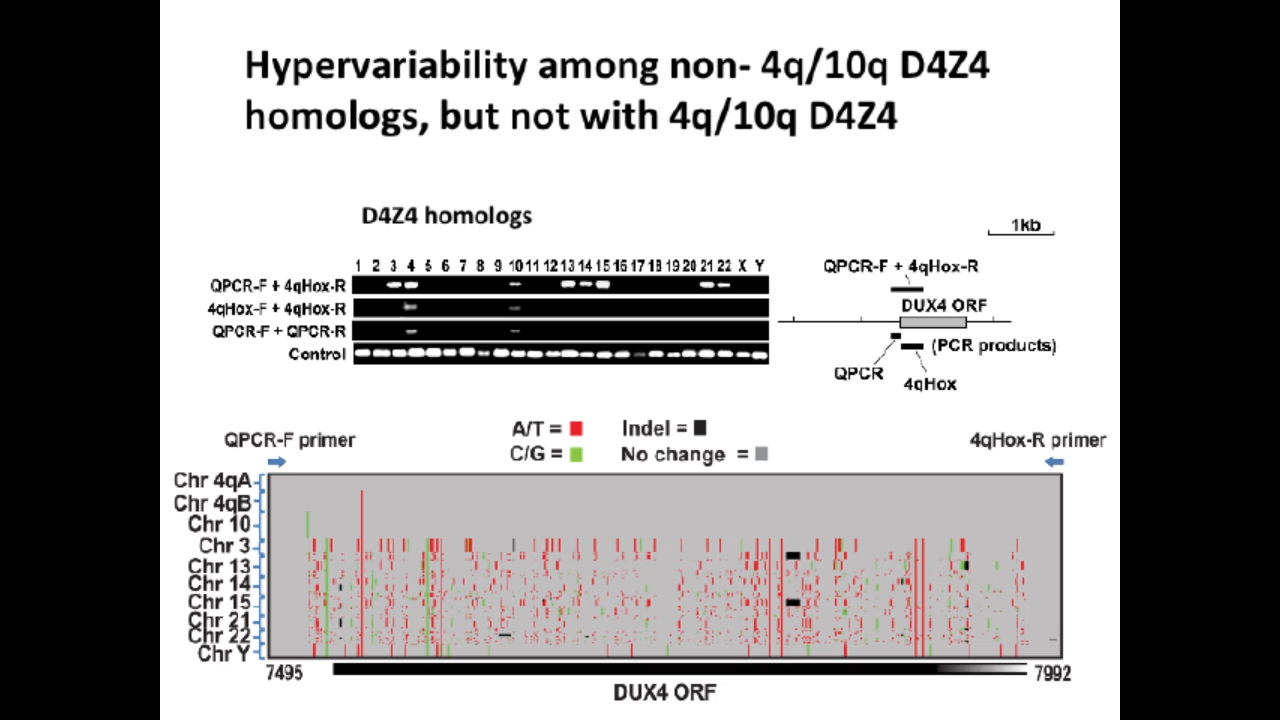 Hypervariability among non- 4q/10q D4Z4
homologs, but not with 4q/10q D4Z4
D4Z4 homologs
1 2 3 4 5 6 7 8 9 10 11 12 13 14 15 16 17 18 19 20 21 22 X Y
QPCR-F + 4qHox-R
4qHox-F + 4qHox-R
QPCR-F + QPCR-R
Control
1kb
QPCR-F + 4qHox-R
DUX4 ORF
(PCR products)
QPCR
4qHox
A/T =
Indel =
C/G =
No change =
QPCR-F primer
4qHox-R primer
Chr 4qA
Chr 4qB
Chr 10
Chr 3
Chr 13
Chr 14
Chr 15
Chr 21
Chr 22
Chr Y
7495
7992
DUX4 ORF